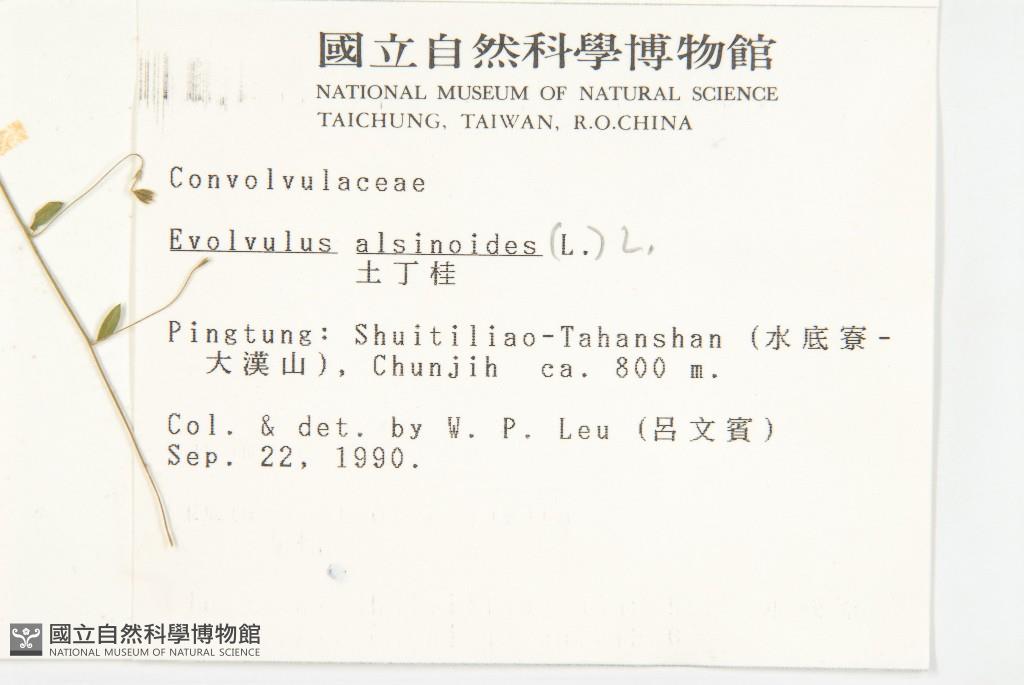 國立自然科學博物館
NATIONAL MUSEUM OF NATURAL SCIENCE
TAICHUNG, TAIWAN, R.O.CHINA
Convolvulaceae
Evolvulus alsinoides (L.) L.
土丁桂
Pingtung: Shuitiliao-Tahanshan (水底寮-
大漢山), Chunjih ca. 800 m.
Col. & det. by W. P. Leu (呂文賓)
Sep. 22, 1990.
國立自然科學博物館
NATIONAL MUSEUM OF NATURAL SCIENCE